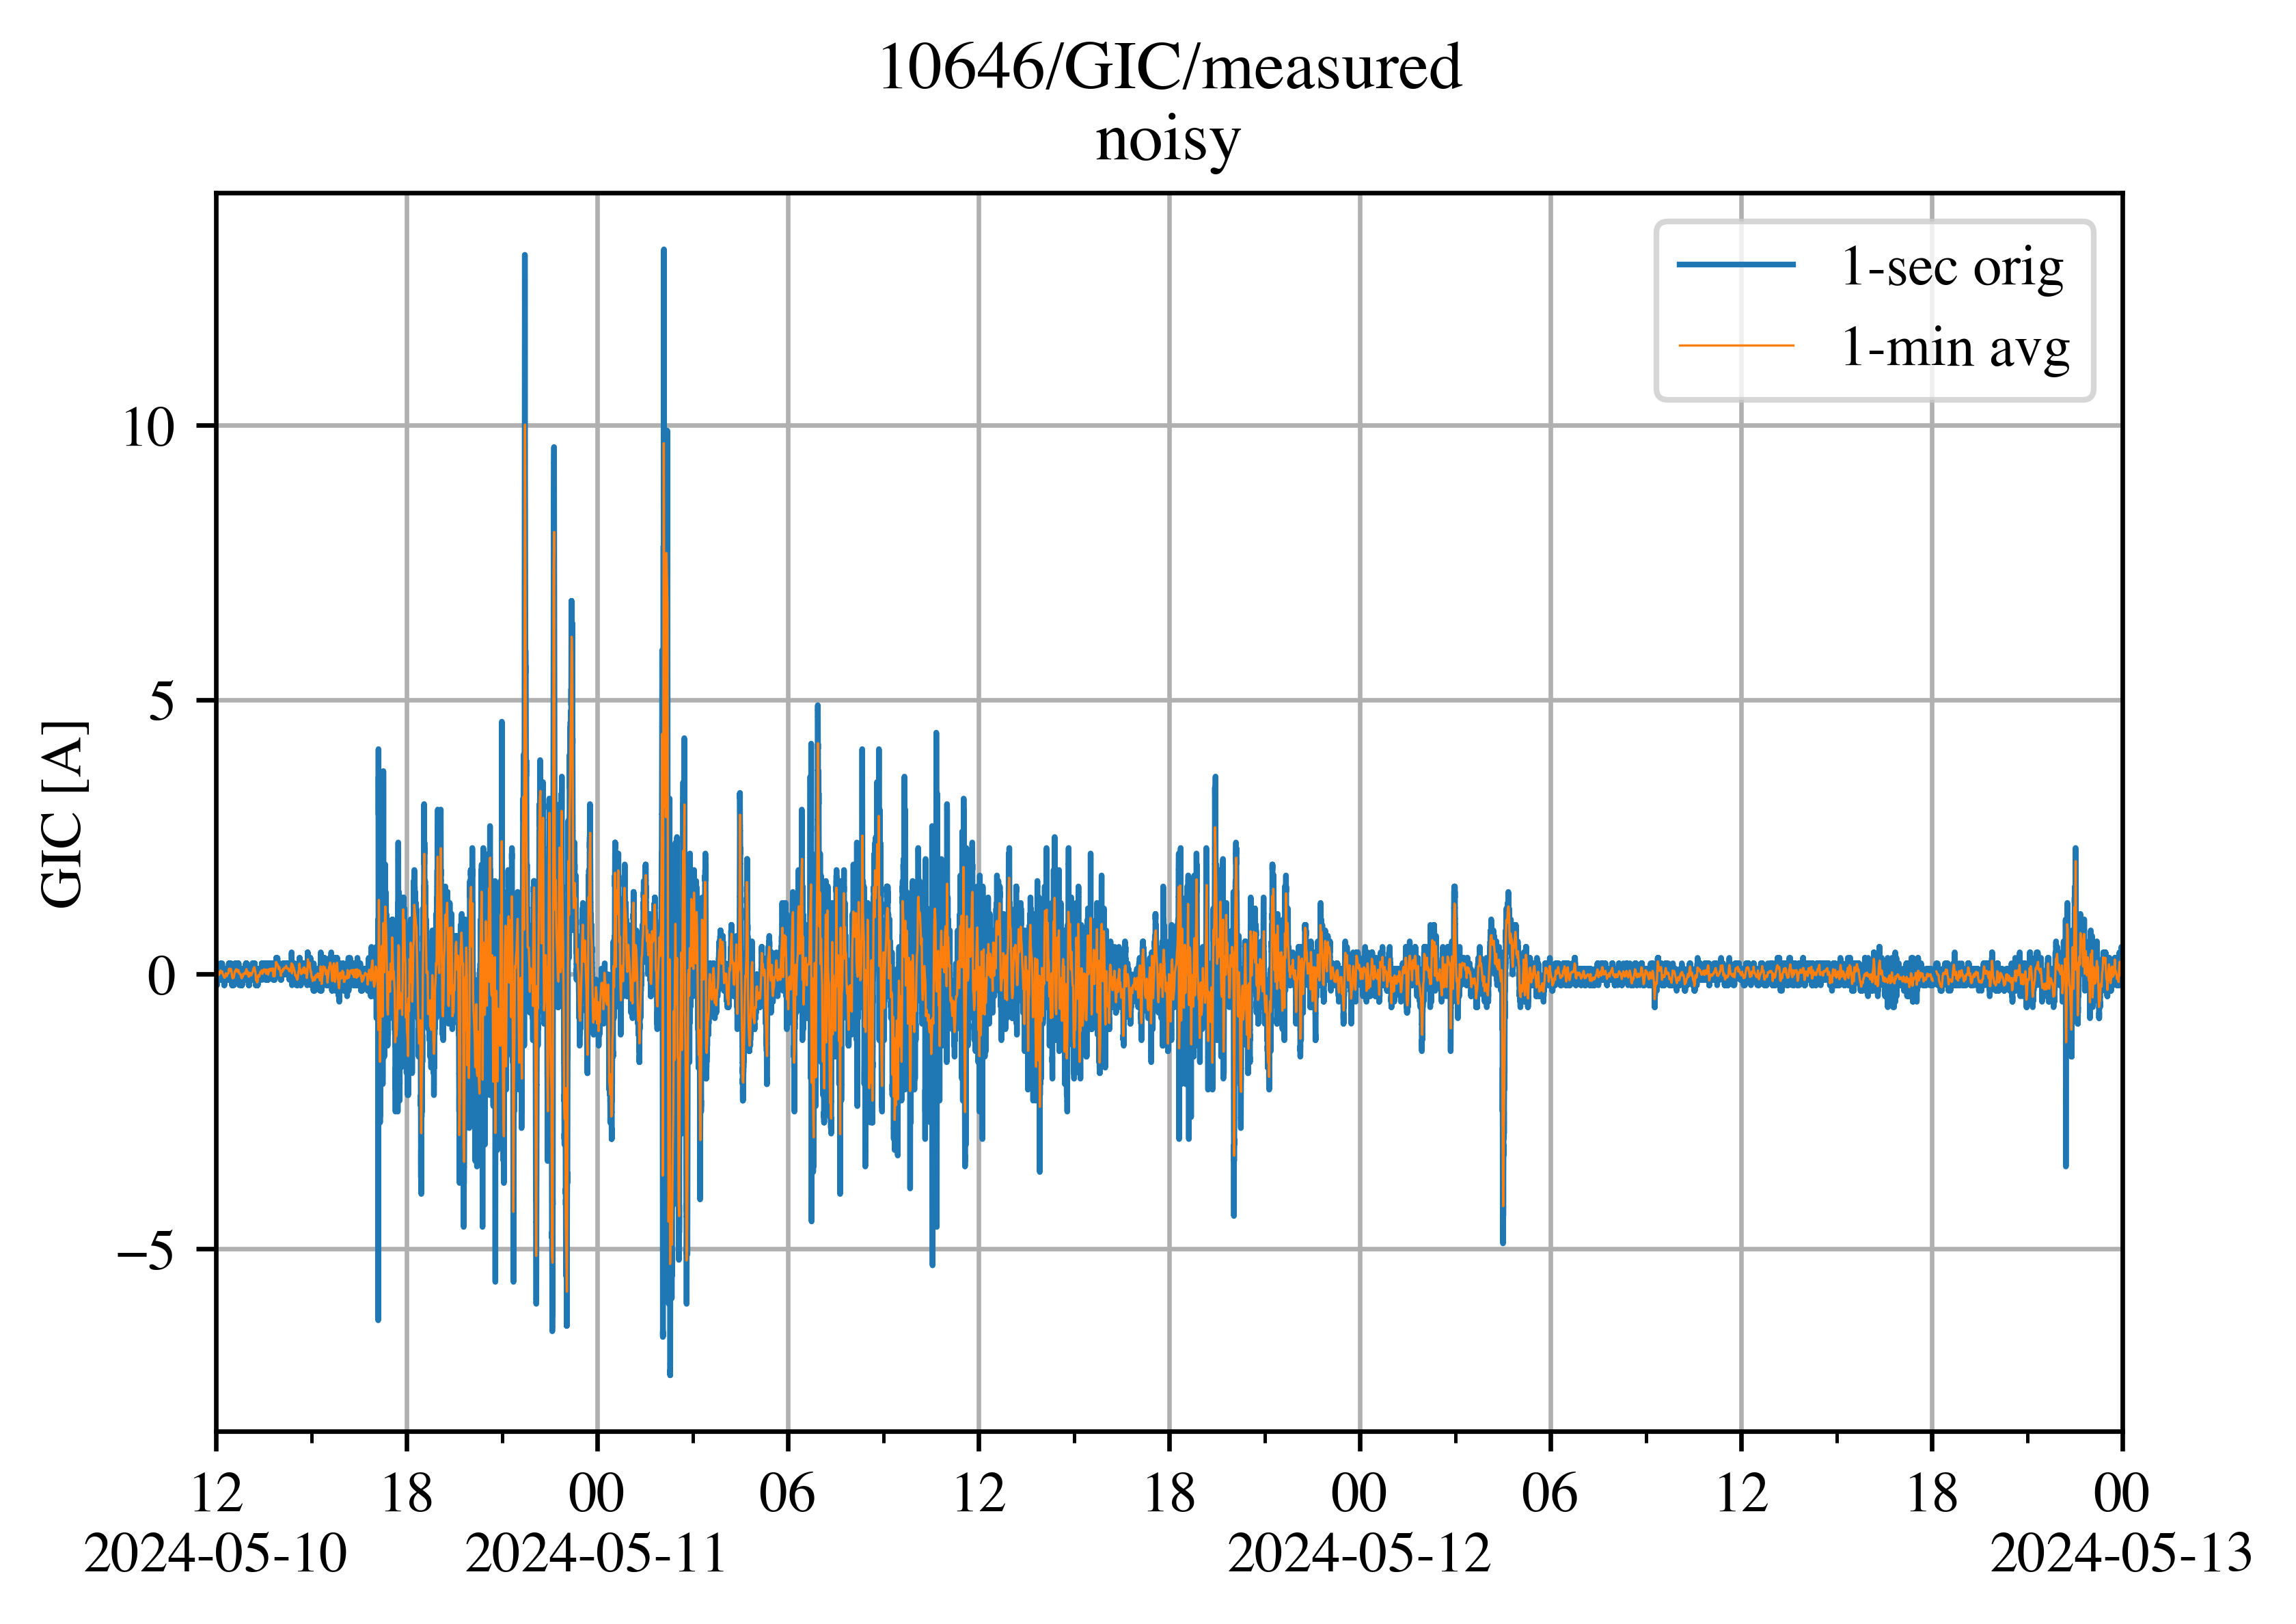 10646/GIC/measured
noisy
1-sec orig
1-min avg
GIC [A]
10
5
0
−5
12 18 00 06 12 18 00 06 12 18 00
2024-05-10 2024-05-11 2024-05-12 2024-05-13